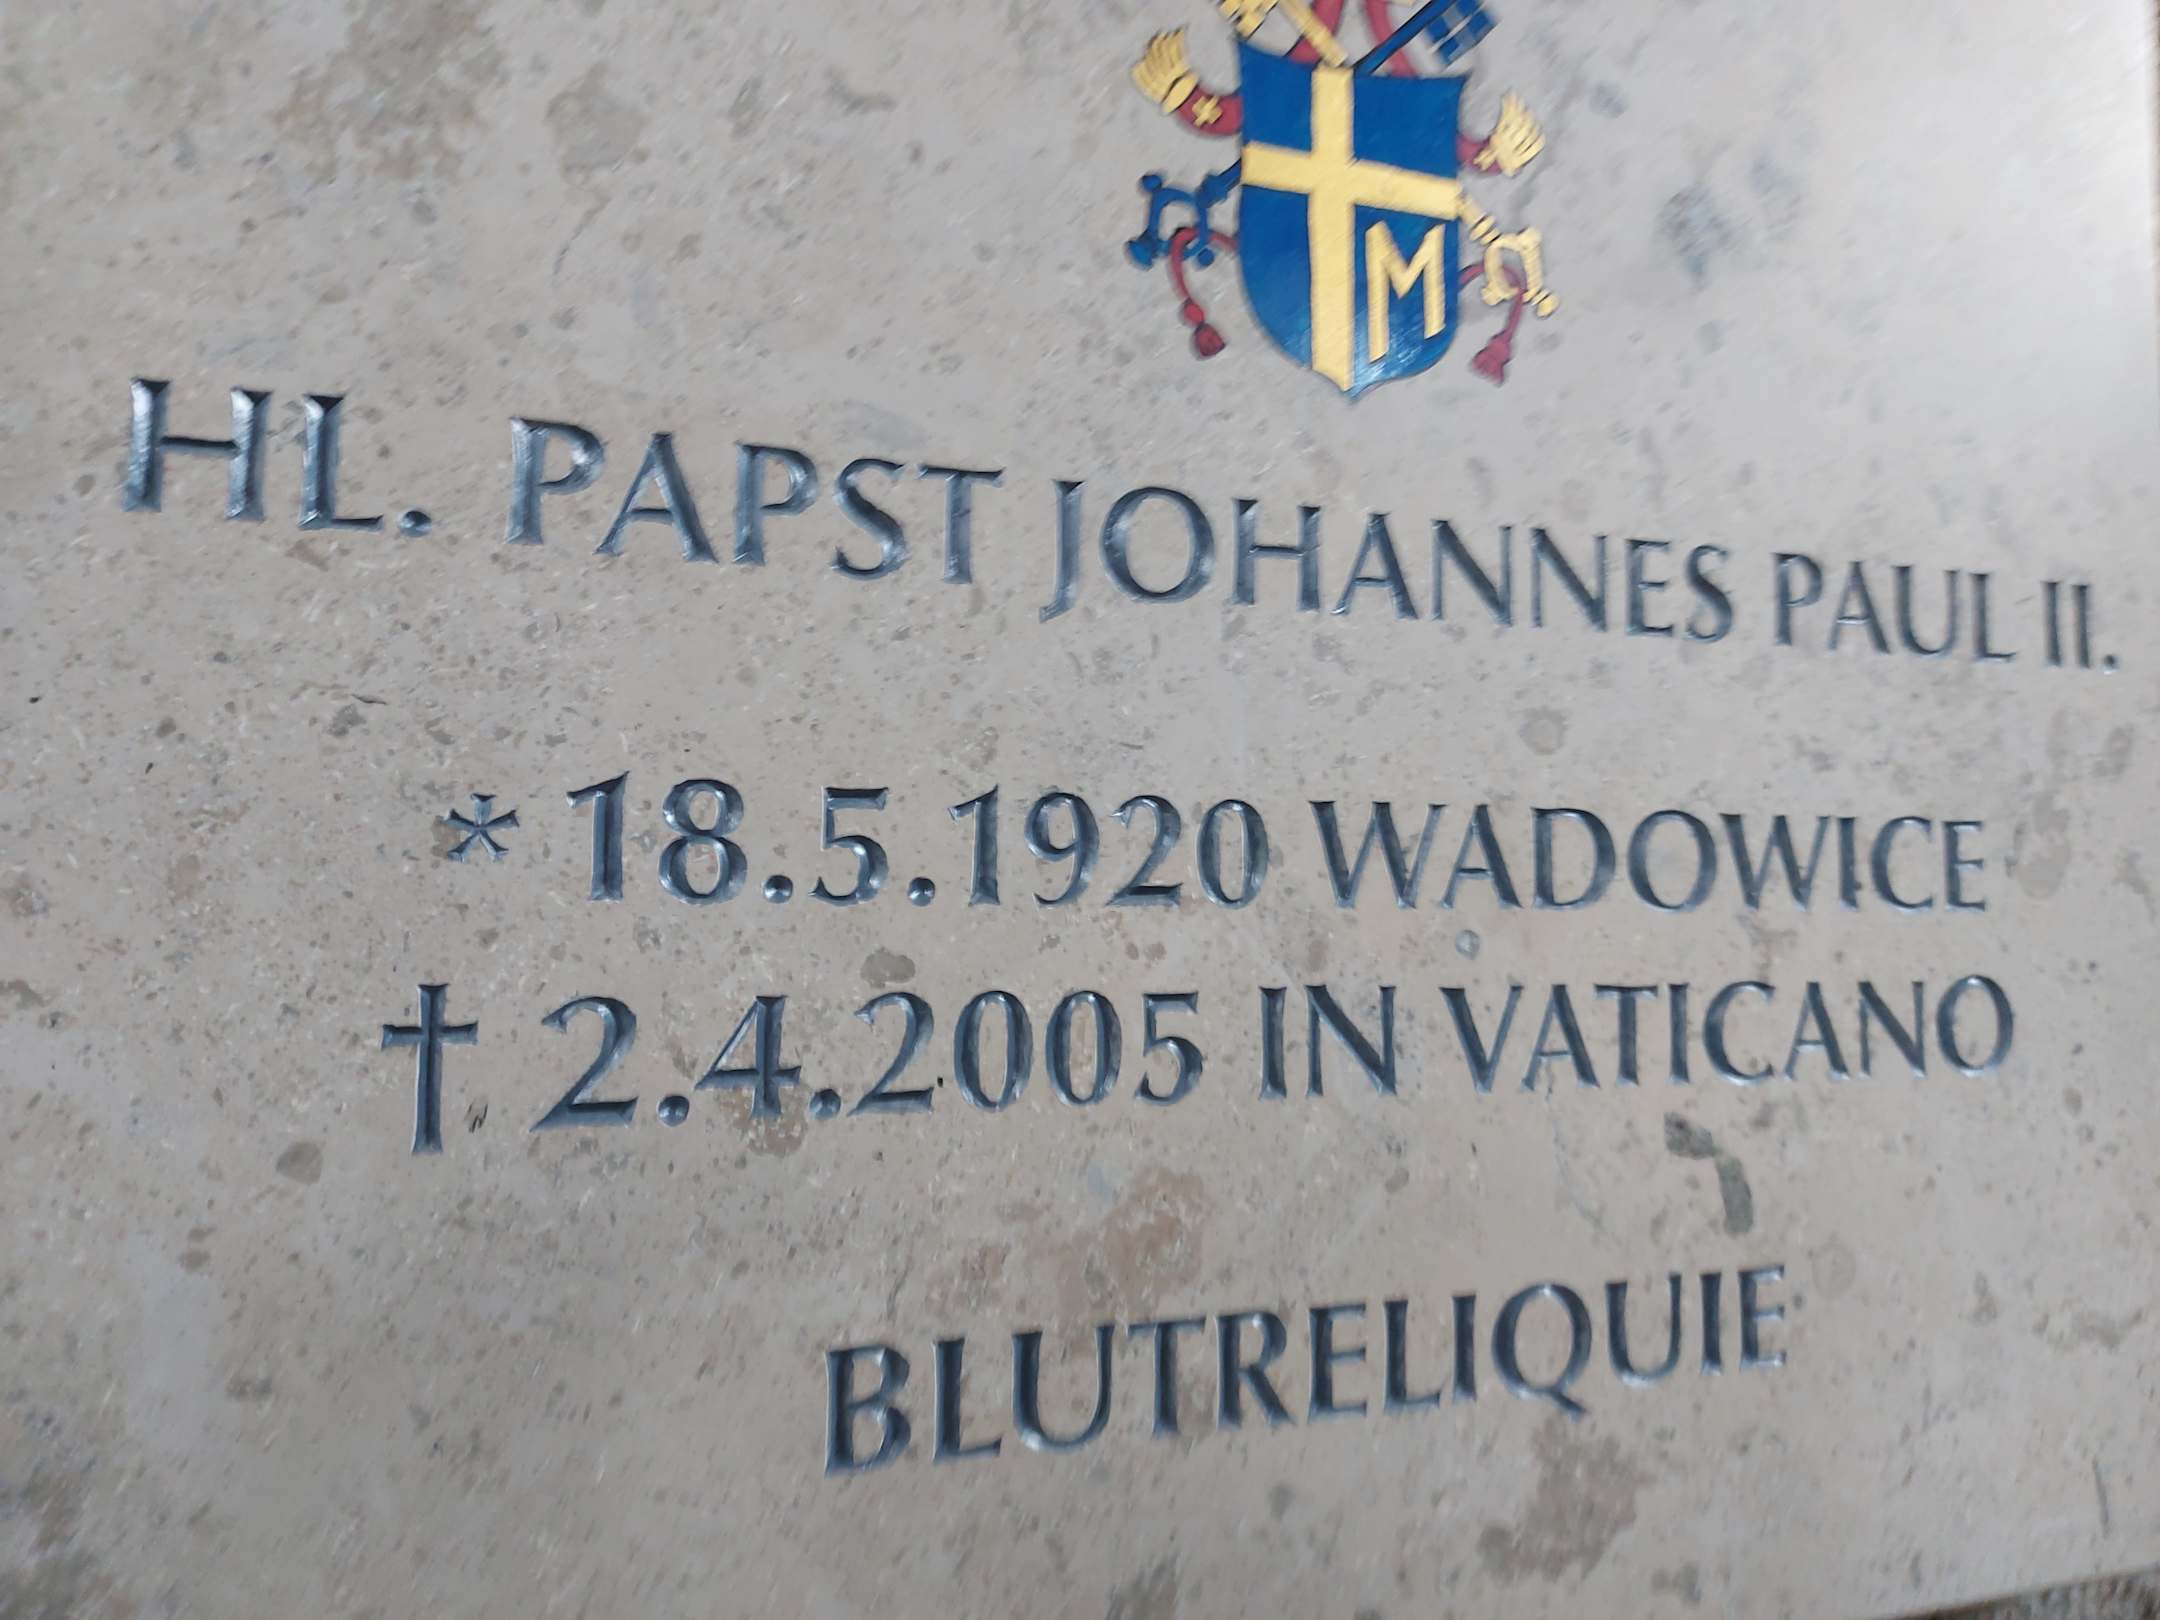 M
HL. PAPST JOHANNES PAUL II.
* 18.5.1920 WADOWICE
† 2.4.2005 IN VATICANO
BLUTRELIQUIE